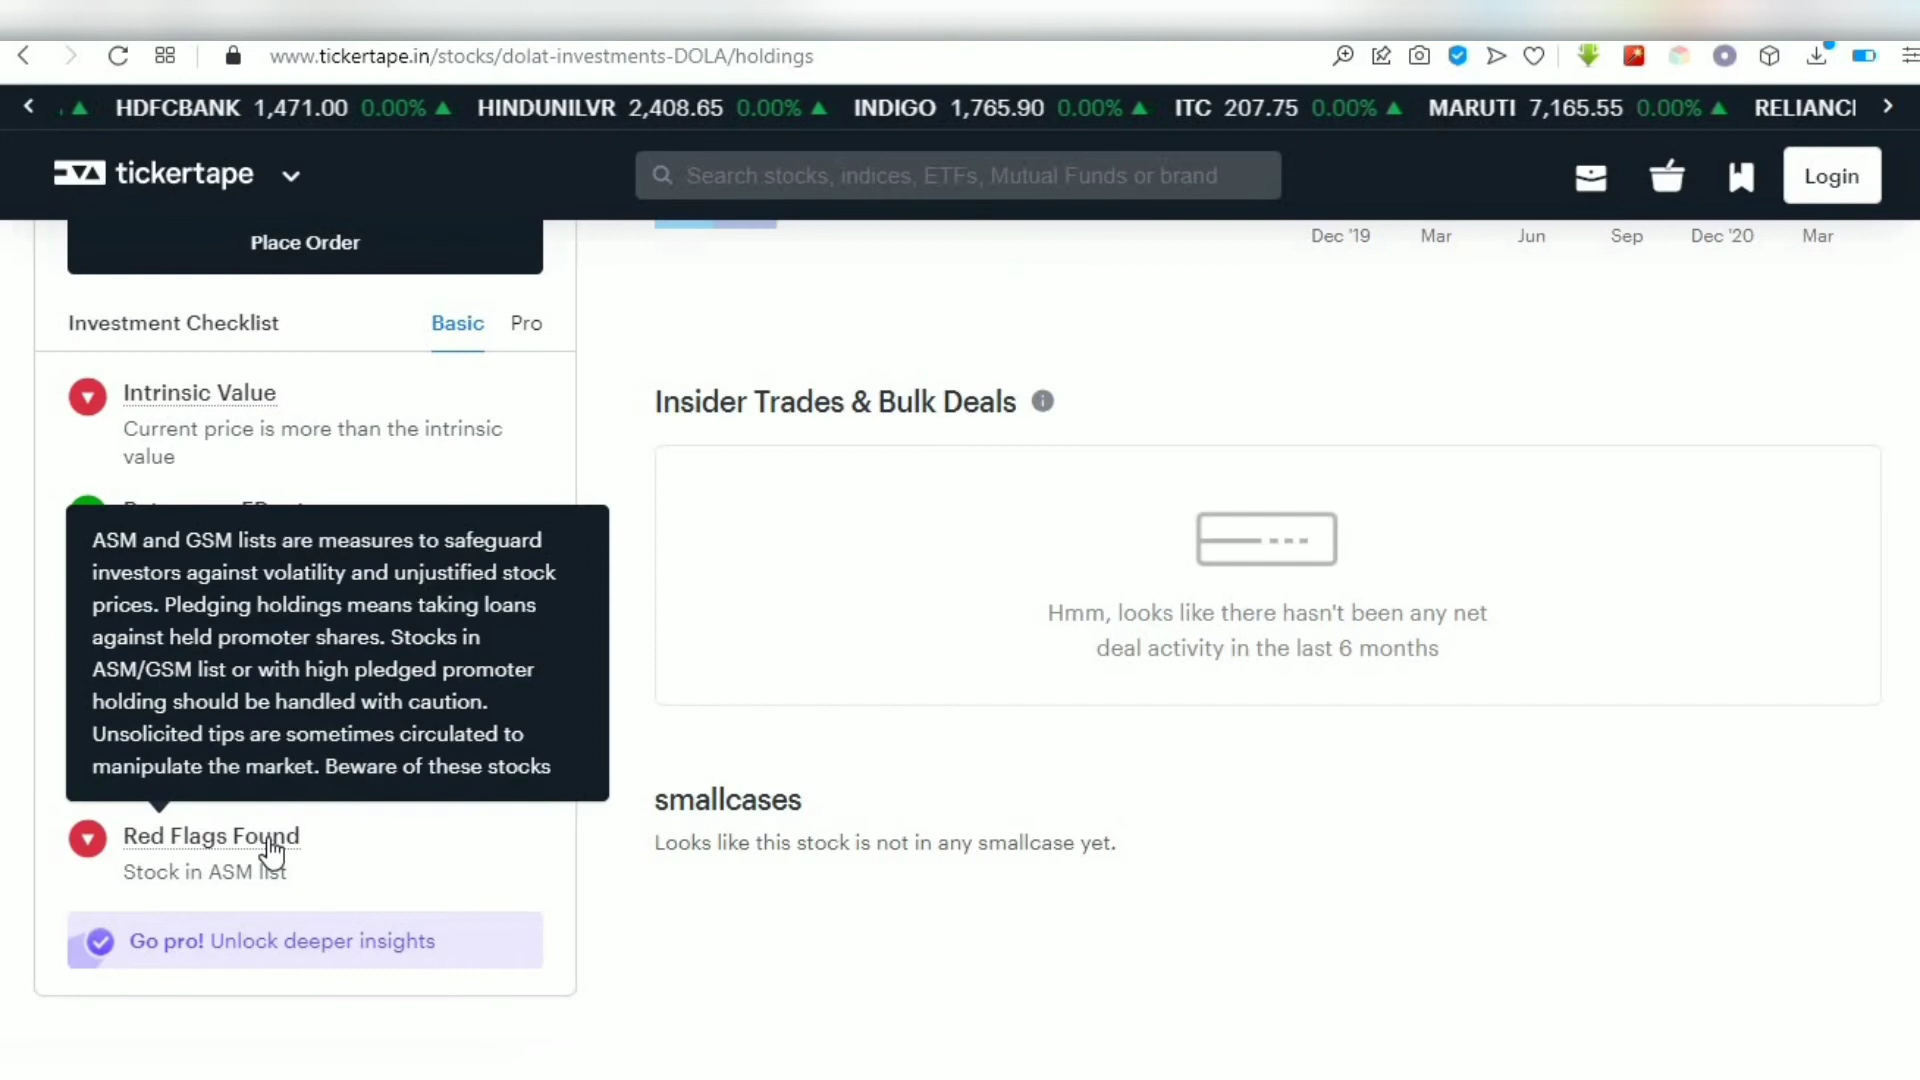 www.tickertape.in/stocks/dolat-investments-DOLA/holdings
HDFCBANK 1,471.00 0.00% HINDUNILVR 2,408.65 0.00% INDIGO 1,765.90 0.00% ITC 207.75 0.00% MARUTI 7,165.55 0.00%
tickertape
Search stocks, indices, ETFs, Mutual Funds or brand
Login
Place Order
Dec '19 Mar Jun Sep Dec '20 Mar
Investment Checklist
Basic
Pro
Intrinsic Value
Current price is more than the intrinsic
value
ASM and GSM lists are measures to safeguard
investors against volatility and unjustified stock
prices. Pledging holdings means taking loans
against held promoter shares. Stocks in
ASM/GSM list or with high pledged promoter
holding should be handled with caution.
Unsolicited tips are sometimes circulated to
manipulate the market. Beware of these stocks
Red Flags Found
Stock in ASM list
Go pro! Unlock deeper insights
Insider Trades & Bulk Deals
Hmm, looks like there hasn't been any net
deal activity in the last 6 months
smallcases
Looks like this stock is not in any smallcase yet.